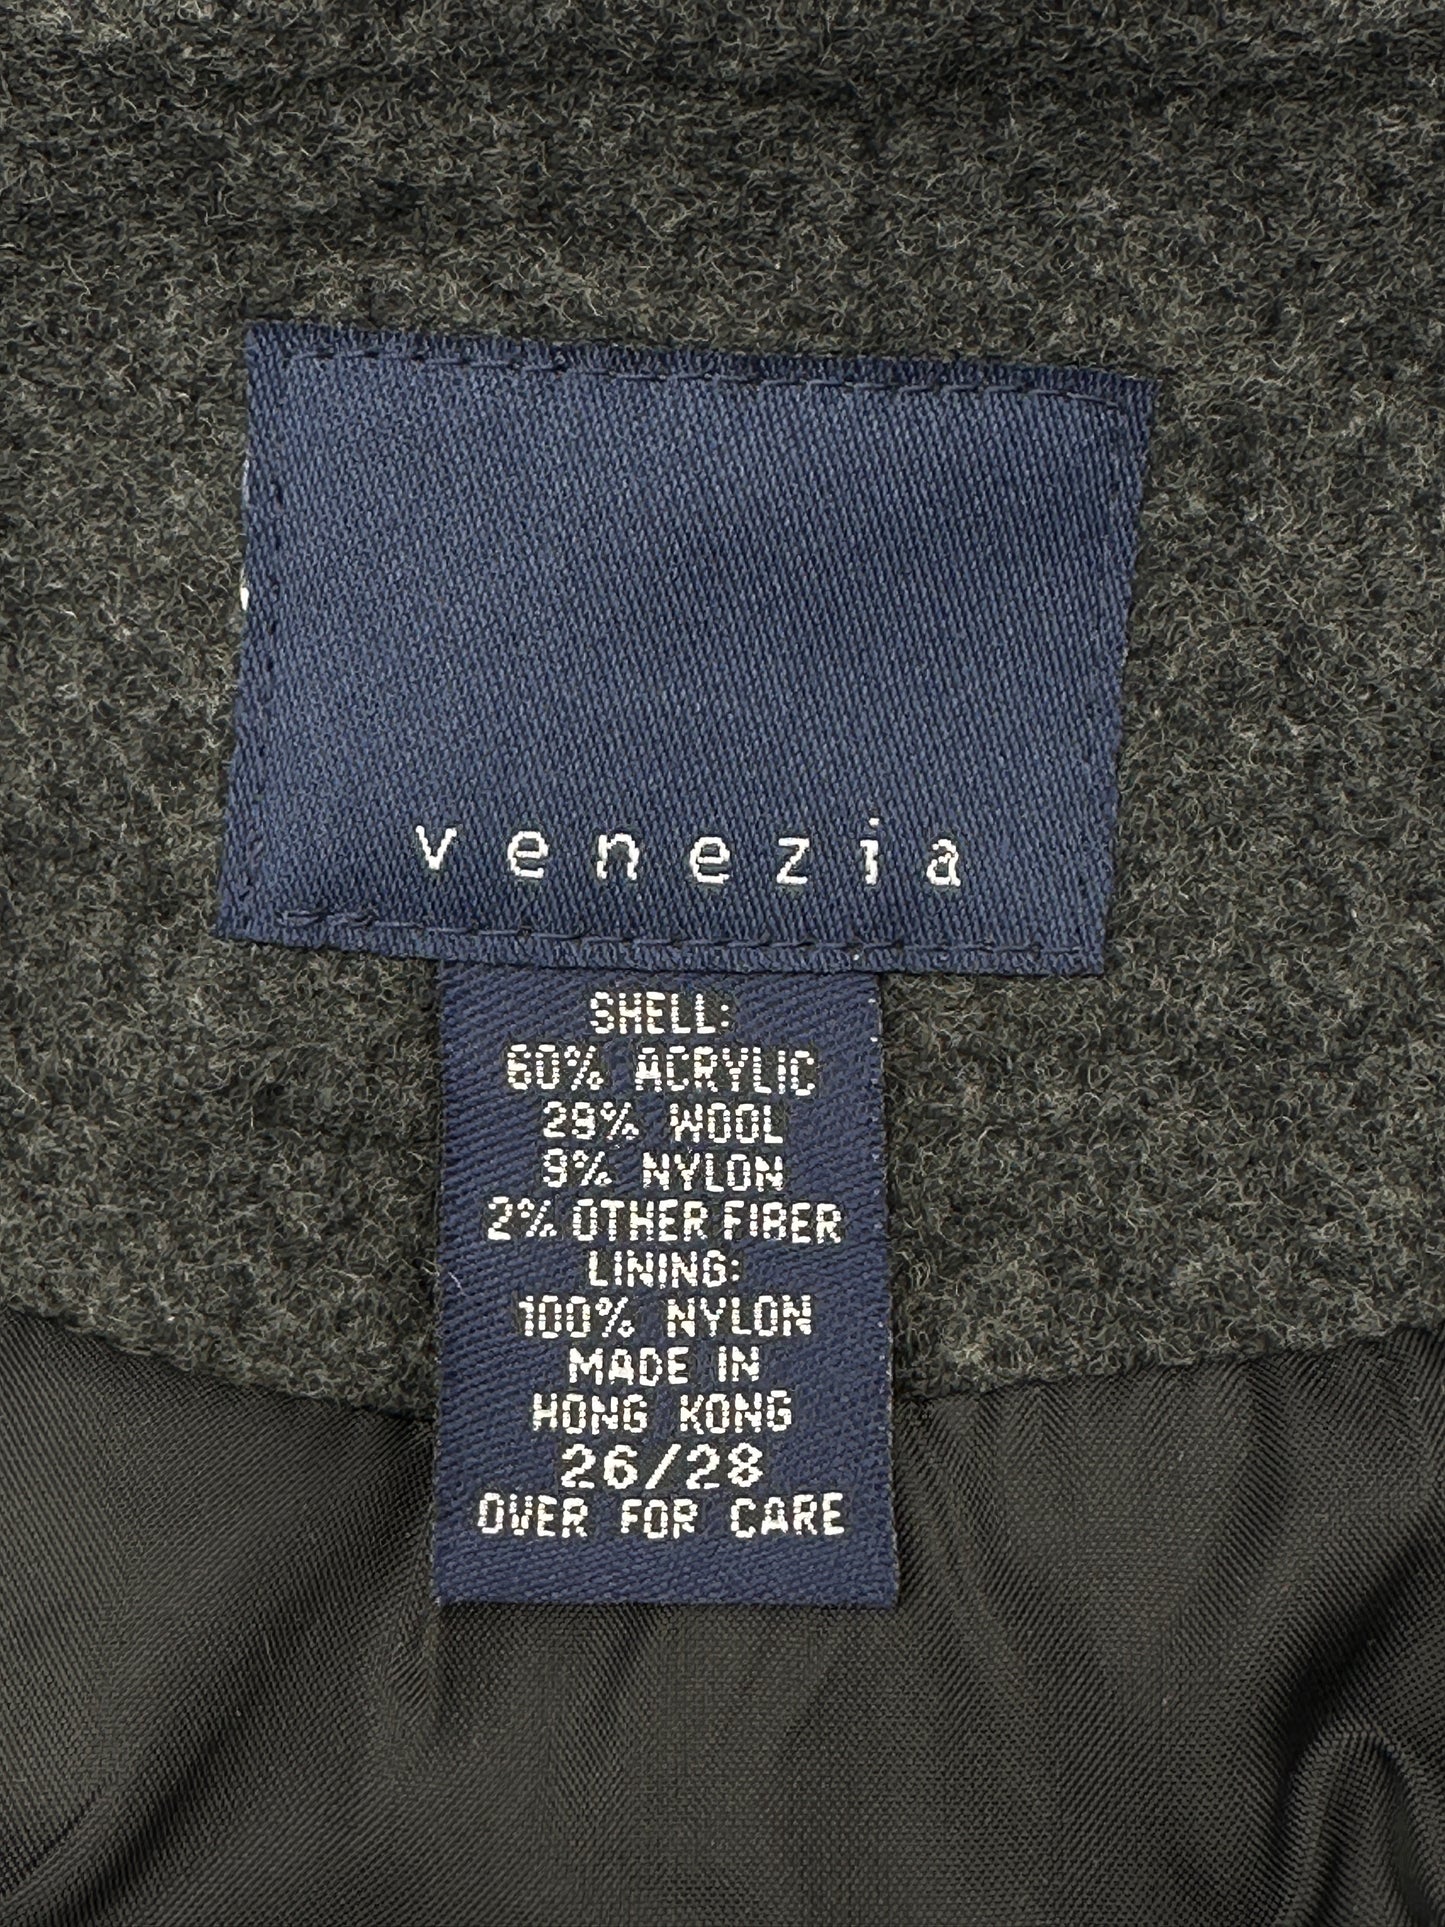 venezia
SHELL:
60% ACRYLIC
29% WOOL
9% NYLON
2% OTHER FIBER
LINING:
100% NYLON
MADE IN
HONG KONG
26/28
OVER FOR CARE